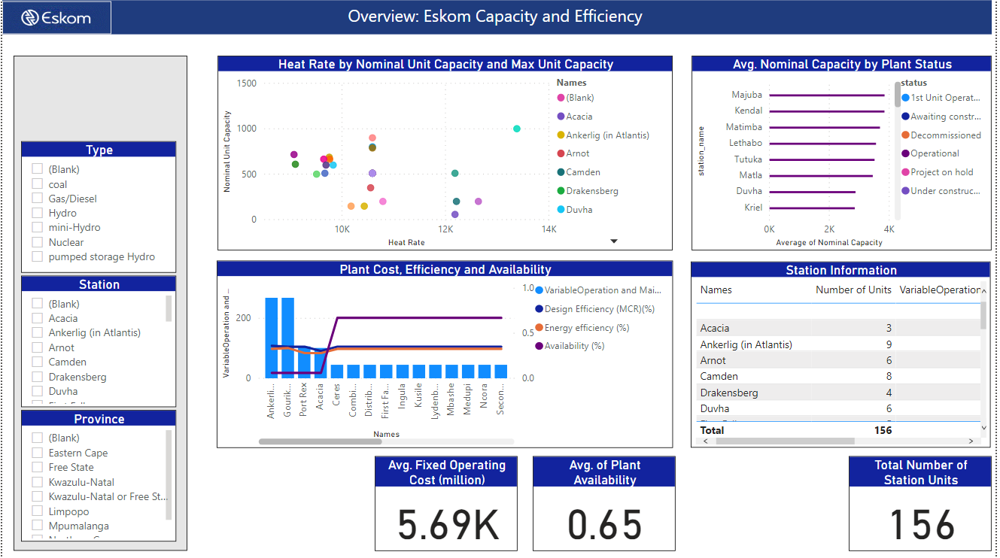 Eskom
Overview: Eskom Capacity and Efficiency
Type
(Blank)
coal
Gas/Diesel
Hydro
mini-Hydro
Nuclear
pumped storage Hydro
Station
(Blank)
Acacia
Ankerlig (in Atlantis)
Arnot
Camden
Drakensberg
Duvha
Province
(Blank)
Eastern Cape
Free State
Kwazulu-Natal
Kwazulu-Natal or Free St...
Limpopo
Mpumalanga
Heat Rate by Nominal Unit Capacity and Max Unit Capacity
Nominal Unit Capacity
1500
1000
500
0
10K
12K
14K
Heat Rate
Names
(Blank)
Acacia
Ankerlig (in Atlantis)
Arnot
Camden
Drakensberg
Duvha
Avg. Nominal Capacity by Plant Status
station_name
Majuba
Kendal
Matimba
Lethabo
Tutuka
Matla
Duvha
Kriel
0K
2K
4K
Average of Nominal Capacity
status
1st Unit Operat...
Awaiting constr...
Decommissioned
Operational
Project on hold
Under construc...
Plant Cost, Efficiency and Availability
VariableOperation and ...
200
0
1.0
0.5
0.0
Ankerli...
Gourik...
Port Rex
Acacia
Ceres
Combi...
Distrib...
First Fa...
Ingula
Kusile
Lydenb...
Mbashe
Medupi
Ncora
Secon...
Names
VariableOperation and Mai...
Design Efficiency (MCR)(%)
Energy efficiency (%)
Availability (%)
Station Information
Names Number of Units VariableOperation
Acacia 3
Ankerlig (in Atlantis) 9
Arnot 6
Camden 8
Drakensberg 4
Duvha 6
Total 156
Avg. Fixed Operating
Cost (million)
5.69K
Avg. of Plant
Availability
0.65
Total Number of
Station Units
156